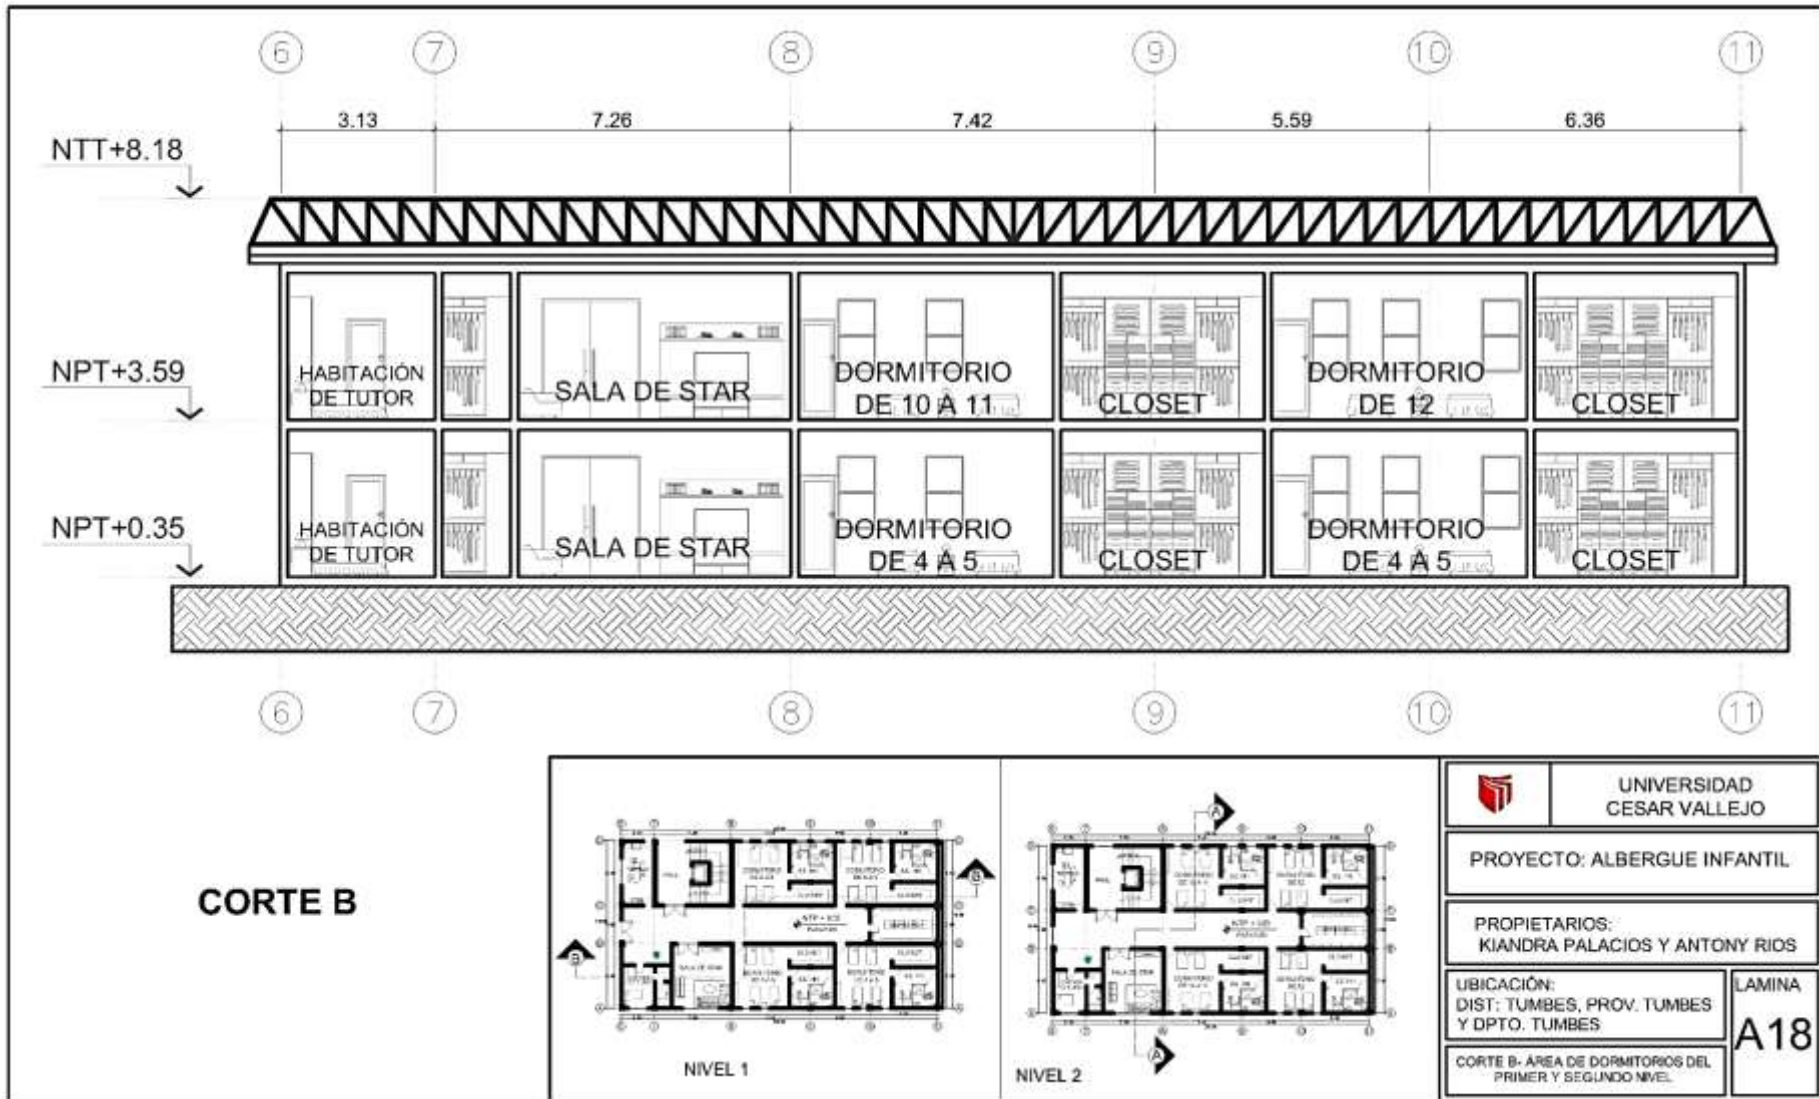 6 7 8 9 10 11
3.13 7.26 7.42 5.59 6.36
NTT+8.18
NPT+3.59
HABITACIÓN
DE TUTOR
SALA DE STAR
DORMITORIO
DE 10 A 11
CLOSET
DORMITORIO
DE 12
CLOSET
NPT+0.35
HABITACIÓN
DE TUTOR
SALA DE STAR
DORMITORIO
DE 4 A 5
CLOSET
DORMITORIO
DE 4 A 5
CLOSET
6 7 8 9 10 11
CORTE B
B
B
NIVEL 1
A
A
NIVEL 2
UNIVERSIDAD
CESAR VALLEJO
PROYECTO: ALBERGUE INFANTIL
PROPIETARIOS:
KIANDRA PALACIOS Y ANTONY RIOS
UBICACIÓN:
DIST: TUMBES, PROV. TUMBES
Y DPTO. TUMBES
LAMINA
A18
CORTE B- ÁREA DE DORMITORIOS DEL
PRIMER Y SEGUNDO NIVEL